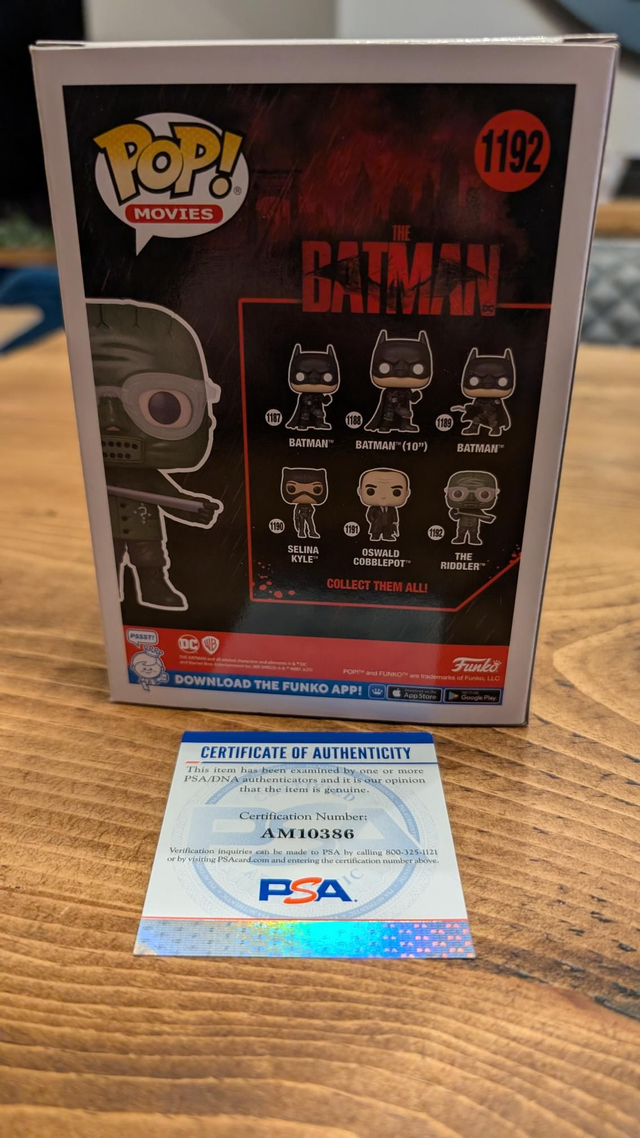 POP!
®
MOVIES
1192
THE
BATMAN
1187
1188
1189
BATMAN™
BATMAN™ (10")
BATMAN™
1190
1191
1192
SELINA
KYLE™
OSWALD
COBBLEPOT™
THE
RIDDLER™
COLLECT THEM ALL!
PSSST!
DC
WB
Funko
POP!™ and FUNKO™ are trademarks of Funko, LLC
DOWNLOAD THE FUNKO APP!
App Store
Google Play
CERTIFICATE OF AUTHENTICITY
This item has been examined by one or more
PSA/DNA authenticators and it is our opinion
that the item is genuine.
Certification Number:
AM10386
Verification inquiries can be made to PSA by calling 800-325-1121
or by visiting PSAcard.com and entering the certification number above.
PSA